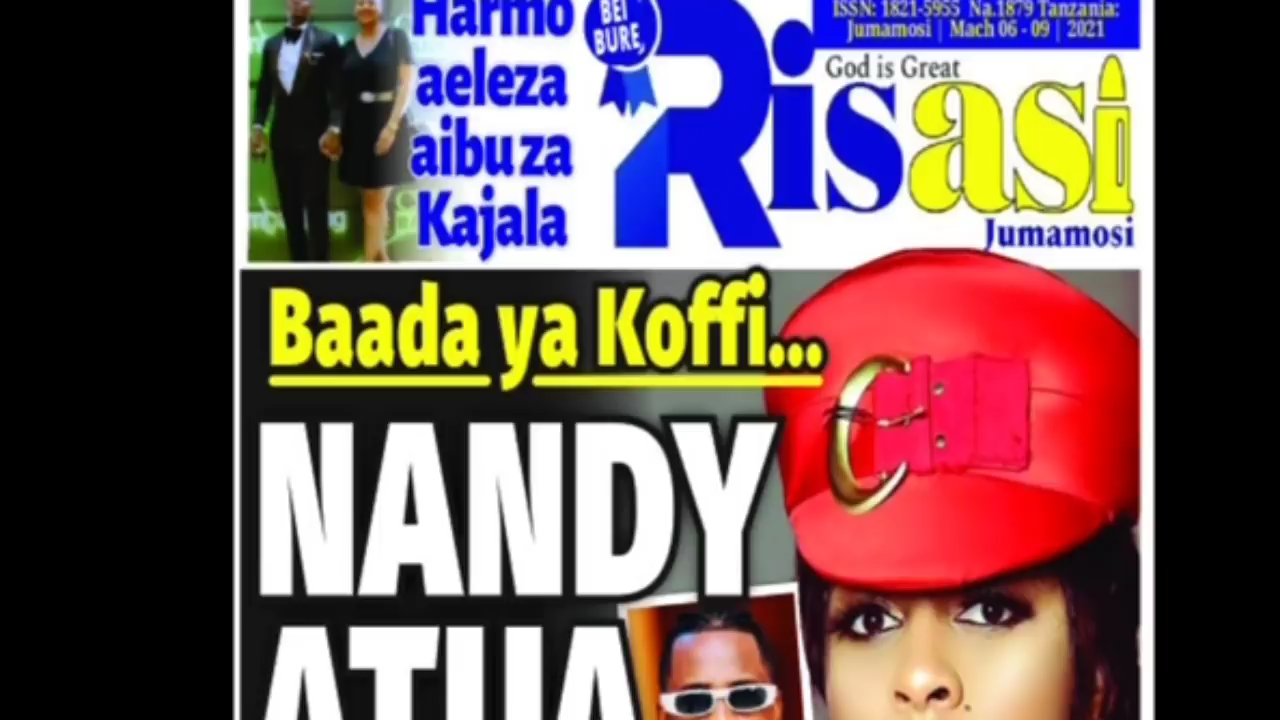 Harmo
aeleza
aibu za
Kajala
BEI
BURE
ISSN: 1821-5955 Na.1879 Tanzania:
Jumamosi | Mach 06 - 09 | 2021
God is Great
Risasi
Jumamosi
Baada ya Koffi...
NANDY
ATUA